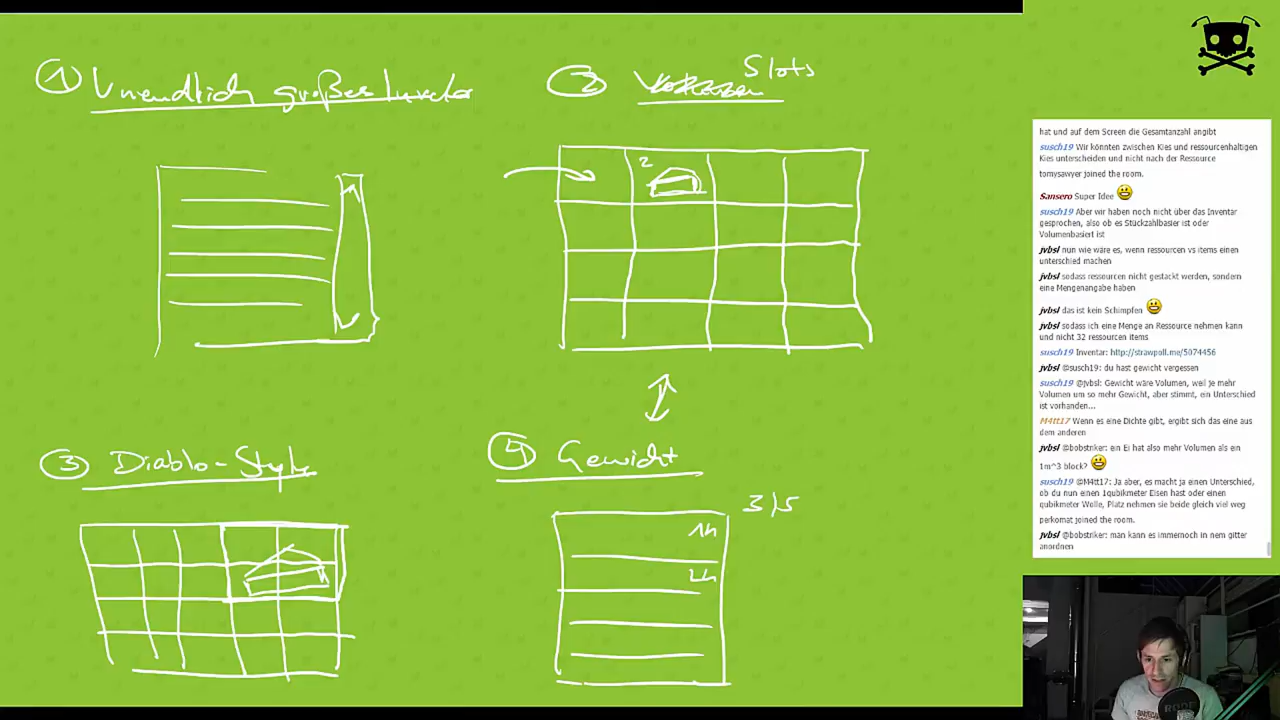 ① Unendlich großes
② Slots
2
③ Diablo-Style
④ Gewicht
3/5
hat und auf dem Screen die Gesamtanzahl angibt
susch19 Wir könnten zwischen Kies und ressourcenhaltigen
Kies unterscheiden und nicht nach der Ressource
tomysawyer joined the room.
Sansero Super Idee
susch19 Aber wir haben noch nicht über das Inventar
gesprochen, also ob es Stückzahlbasier ist oder
Volumenbasiert ist
jvbsl nun wie wäre es, wenn ressourcen vs items einen
unterschied machen
jvbsl sodass ressourcen nicht gestackt werden, sondern
eine Mengenangabe haben
jvbsl das ist kein Schimpfen
jvbsl sodass ich eine Menge an Ressource nehmen kann
und nicht 32 ressourcen items
susch19 Inventar: http://strawpoll.me/5074456
jvbsl @susch19: du hast gewicht vergessen
susch19 @jvbsl: Gewicht wäre Volumen, weil je mehr
Volumen um so mehr Gewicht, aber stimmt, ein Unterschied
ist vorhanden...
M4tt17 Wenn es eine Dichte gibt, ergibt sich das eine aus
dem anderen
jvbsl @bobstriker: ein Ei hat also mehr Volumen als ein
1m^3 block?
susch19 @M4tt17: Ja aber, es macht ja einen Unterschied,
ob du nun einen 1qubikmeter Eisen hast oder einen
qubikmeter Wolle, Platz nehmen sie beide gleich viel weg
perkomat joined the room.
jvbsl @bobstriker: man kann es immernoch in nem gitter
anordnen